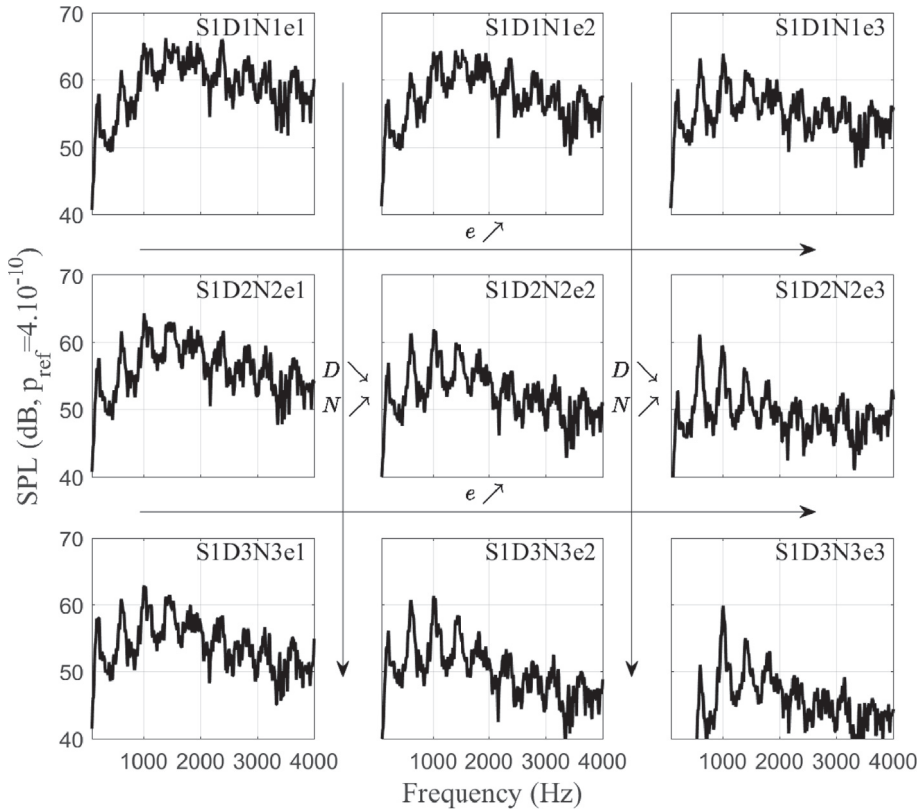 S1D1N1e1 S1D1N1e2 S1D1N1e3
70
60
50
40
e ↗
S1D2N2e1 S1D2N2e2 S1D2N2e3
70
60
50
40
D ↘ D ↘
N ↗ N ↗
e ↗
S1D3N3e1 S1D3N3e2 S1D3N3e3
70
60
50
40
1000 2000 3000 4000 1000 2000 3000 4000 1000 2000 3000 4000
Frequency (Hz)
SPL (dB, p_ref=4.10^-10)